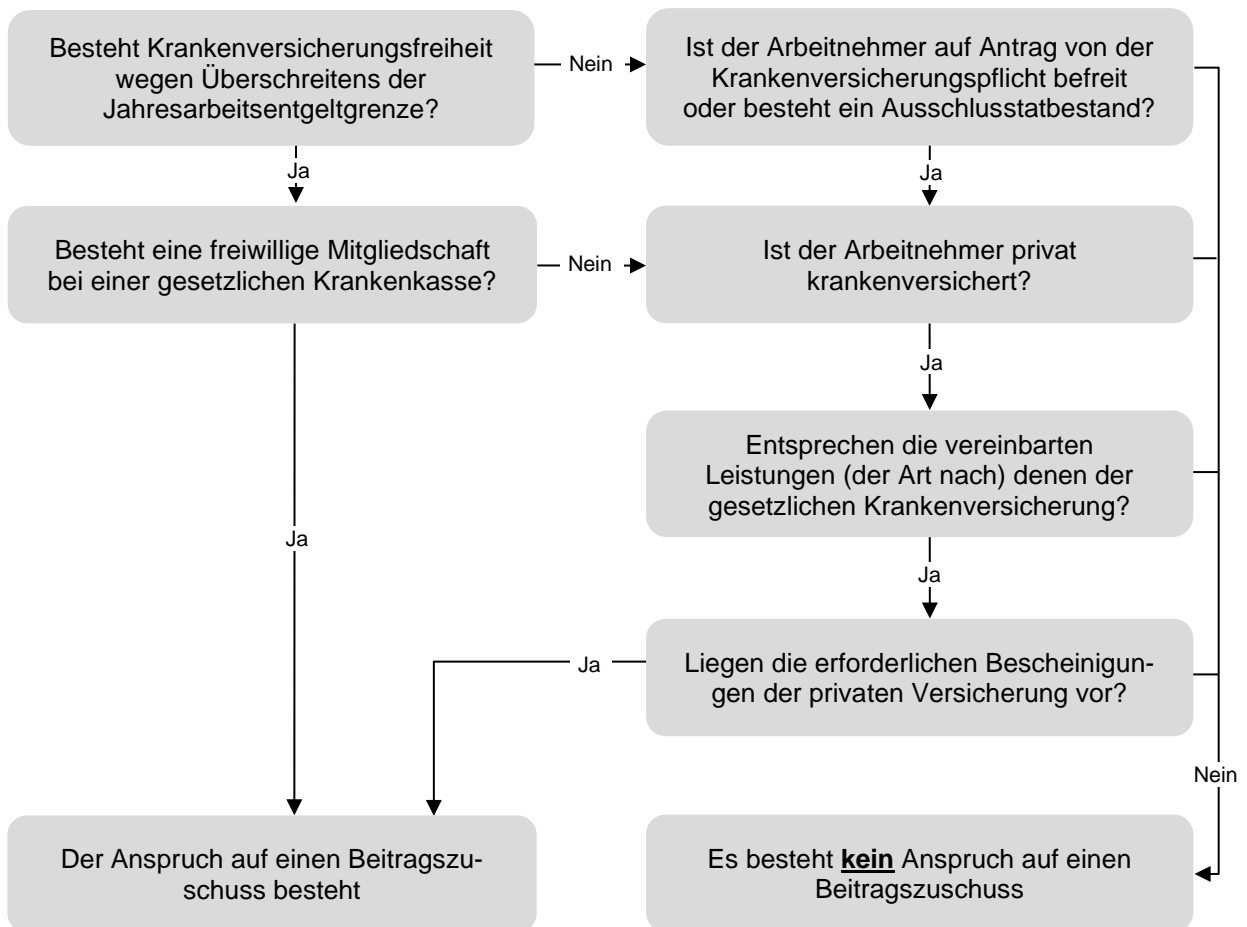 Besteht Krankenversicherungsfreiheit
wegen Überschreitens der
Jahresarbeitsentgeltgrenze?
Nein
Ist der Arbeitnehmer auf Antrag von der
Krankenversicherungspflicht befreit
oder besteht ein Ausschlusstatbestand?
Ja
Ja
Besteht eine freiwillige Mitgliedschaft
bei einer gesetzlichen Krankenkasse?
Nein
Ist der Arbeitnehmer privat
krankenversichert?
Ja
Entsprechen die vereinbarten
Leistungen (der Art nach) denen der
gesetzlichen Krankenversicherung?
Ja
Ja
Ja
Liegen die erforderlichen Bescheinigun-
gen der privaten Versicherung vor?
Nein
Der Anspruch auf einen Beitragszu-
schuss besteht
Es besteht kein Anspruch auf einen
Beitragszuschuss